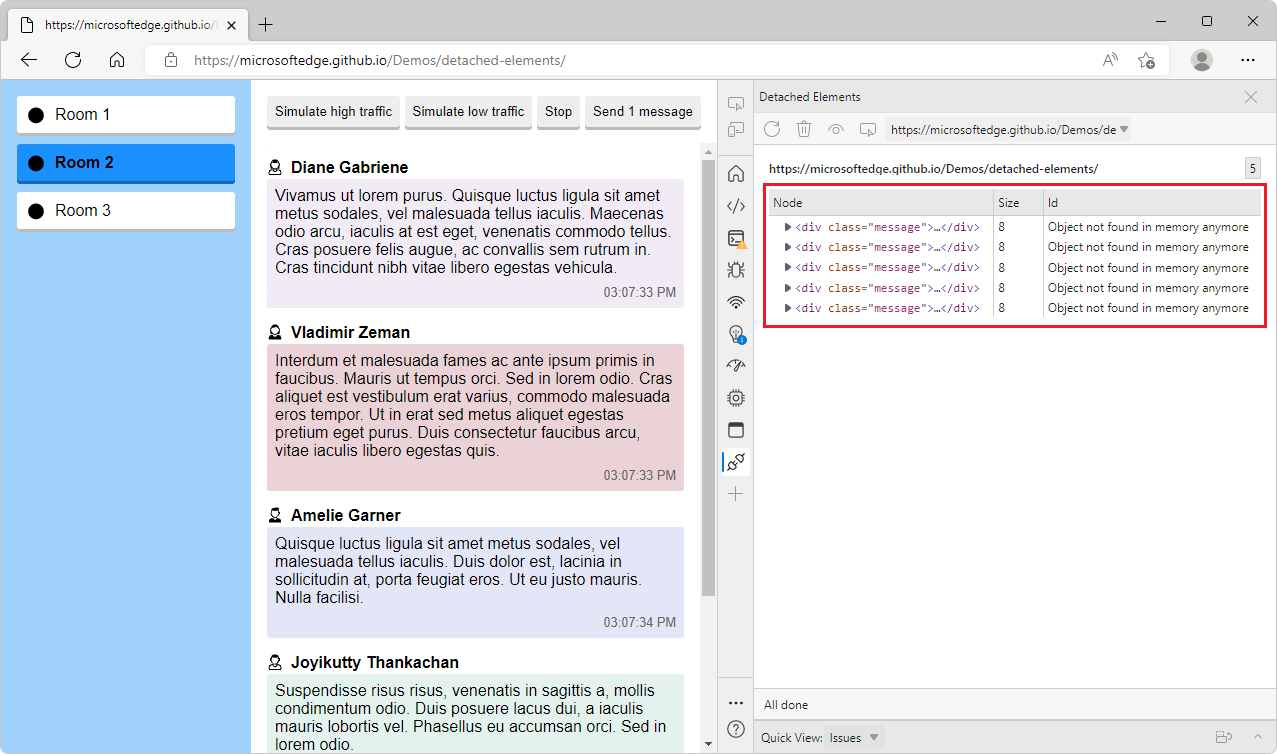 https://microsoftedge.github.io/
https://microsoftedge.github.io/Demos/detached-elements/
Room 1
Room 2
Room 3
Simulate high traffic
Simulate low traffic
Stop
Send 1 message
Diane Gabriene
Vivamus ut lorem purus. Quisque luctus ligula sit amet
metus sodales, vel malesuada tellus iaculis. Maecenas
odio arcu, iaculis at est eget, venenatis commodo tellus.
Cras posuere felis augue, ac convallis sem rutrum in.
Cras tincidunt nibh vitae libero egestas vehicula.
03:07:33 PM
Vladimir Zeman
Interdum et malesuada fames ac ante ipsum primis in
faucibus. Mauris ut tempus orci. Sed in lorem odio. Cras
aliquet est vestibulum erat varius, commodo malesuada
eros tempor. Ut in erat sed metus aliquet egestas
pretium eget purus. Duis consectetur faucibus arcu,
vitae iaculis libero egestas quis.
03:07:33 PM
Amelie Garner
Quisque luctus ligula sit amet metus sodales, vel
malesuada tellus iaculis. Duis dolor est, lacinia in
sollicitudin at, porta feugiat eros. Ut eu justo mauris.
Nulla facilisi.
03:07:34 PM
Joyikutty Thankachan
Suspendisse risus risus, venenatis in sagittis a, mollis
condimentum odio. Duis posuere lacus dui, a iaculis
mauris lobortis vel. Phasellus eu accumsan orci. Sed in
lorem odio.
Detached Elements
https://microsoftedge.github.io/Demos/de
https://microsoftedge.github.io/Demos/detached-elements/
5
Node Size Id
<div class="message">…</div> 8 Object not found in memory anymore
<div class="message">…</div> 8 Object not found in memory anymore
<div class="message">…</div> 8 Object not found in memory anymore
<div class="message">…</div> 8 Object not found in memory anymore
<div class="message">…</div> 8 Object not found in memory anymore
All done
Quick View: Issues